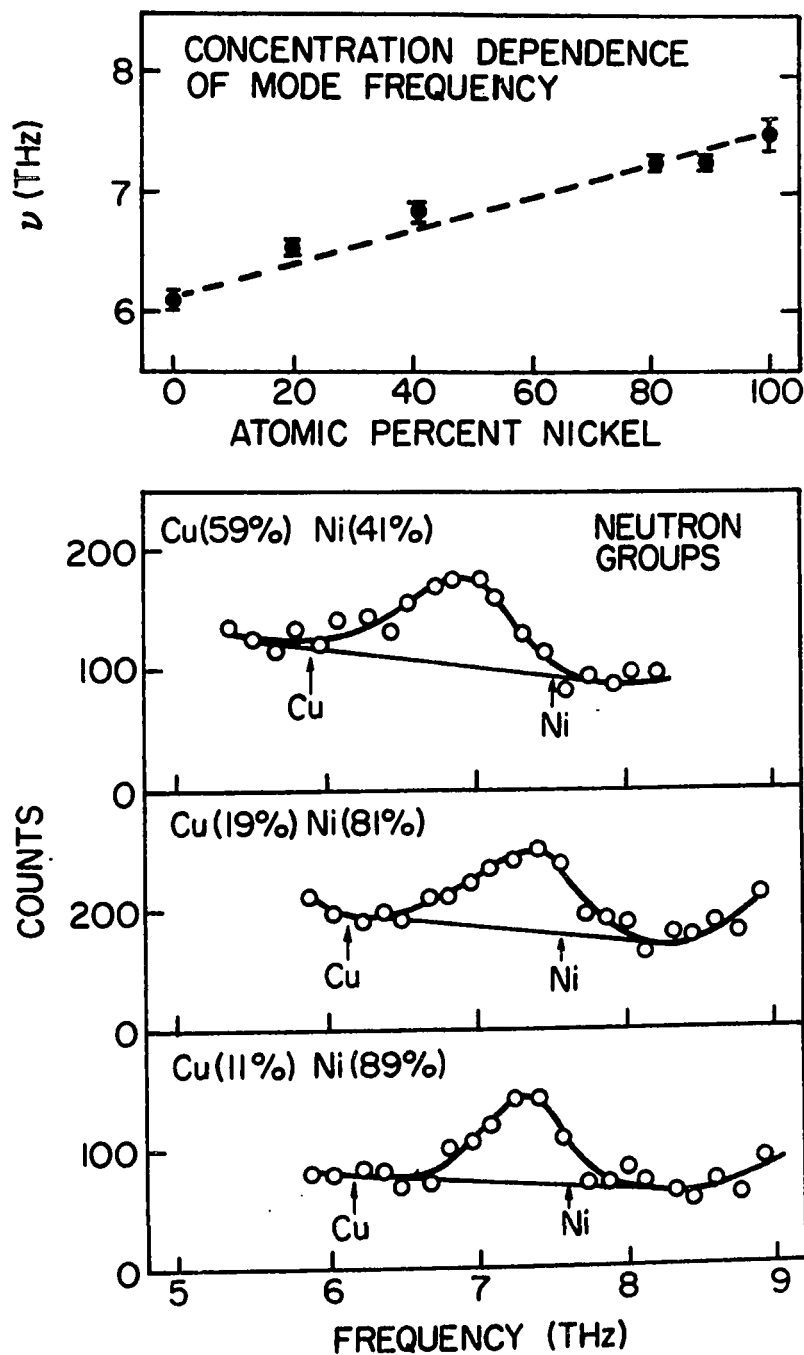 CONCENTRATION DEPENDENCE
OF MODE FREQUENCY
8
7
6
ν (THz)
0 20 40 60 80 100
ATOMIC PERCENT NICKEL
Cu(59%) Ni(41%)
NEUTRON
GROUPS
200
100
0
Cu
Ni
Cu(19%) Ni(81%)
200
0
Cu
Ni
Cu(11%) Ni(89%)
100
0
Cu
Ni
COUNTS
5 6 7 8 9
FREQUENCY (THz)